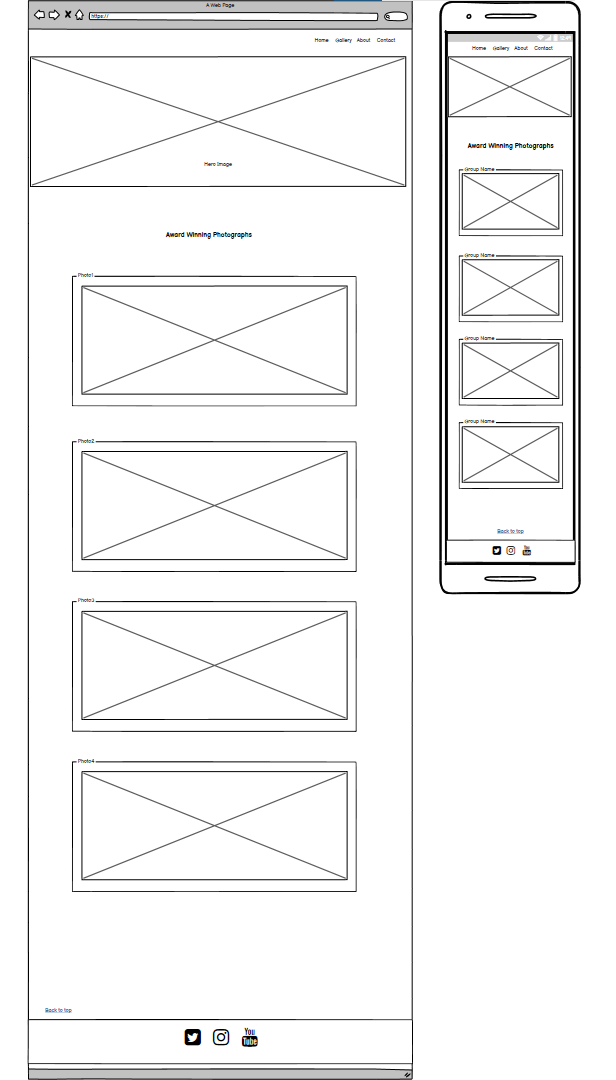 A Web Page
https://
Home Gallery About Contact
Hero Image
Award Winning Photographs
Photo1
Photo2
Photo3
Photo4
Back to top
You
Tube
Home Gallery About Contact
Award Winning Photographs
Group Name
Group Name
Group Name
Group Name
Back to top
You
Tube